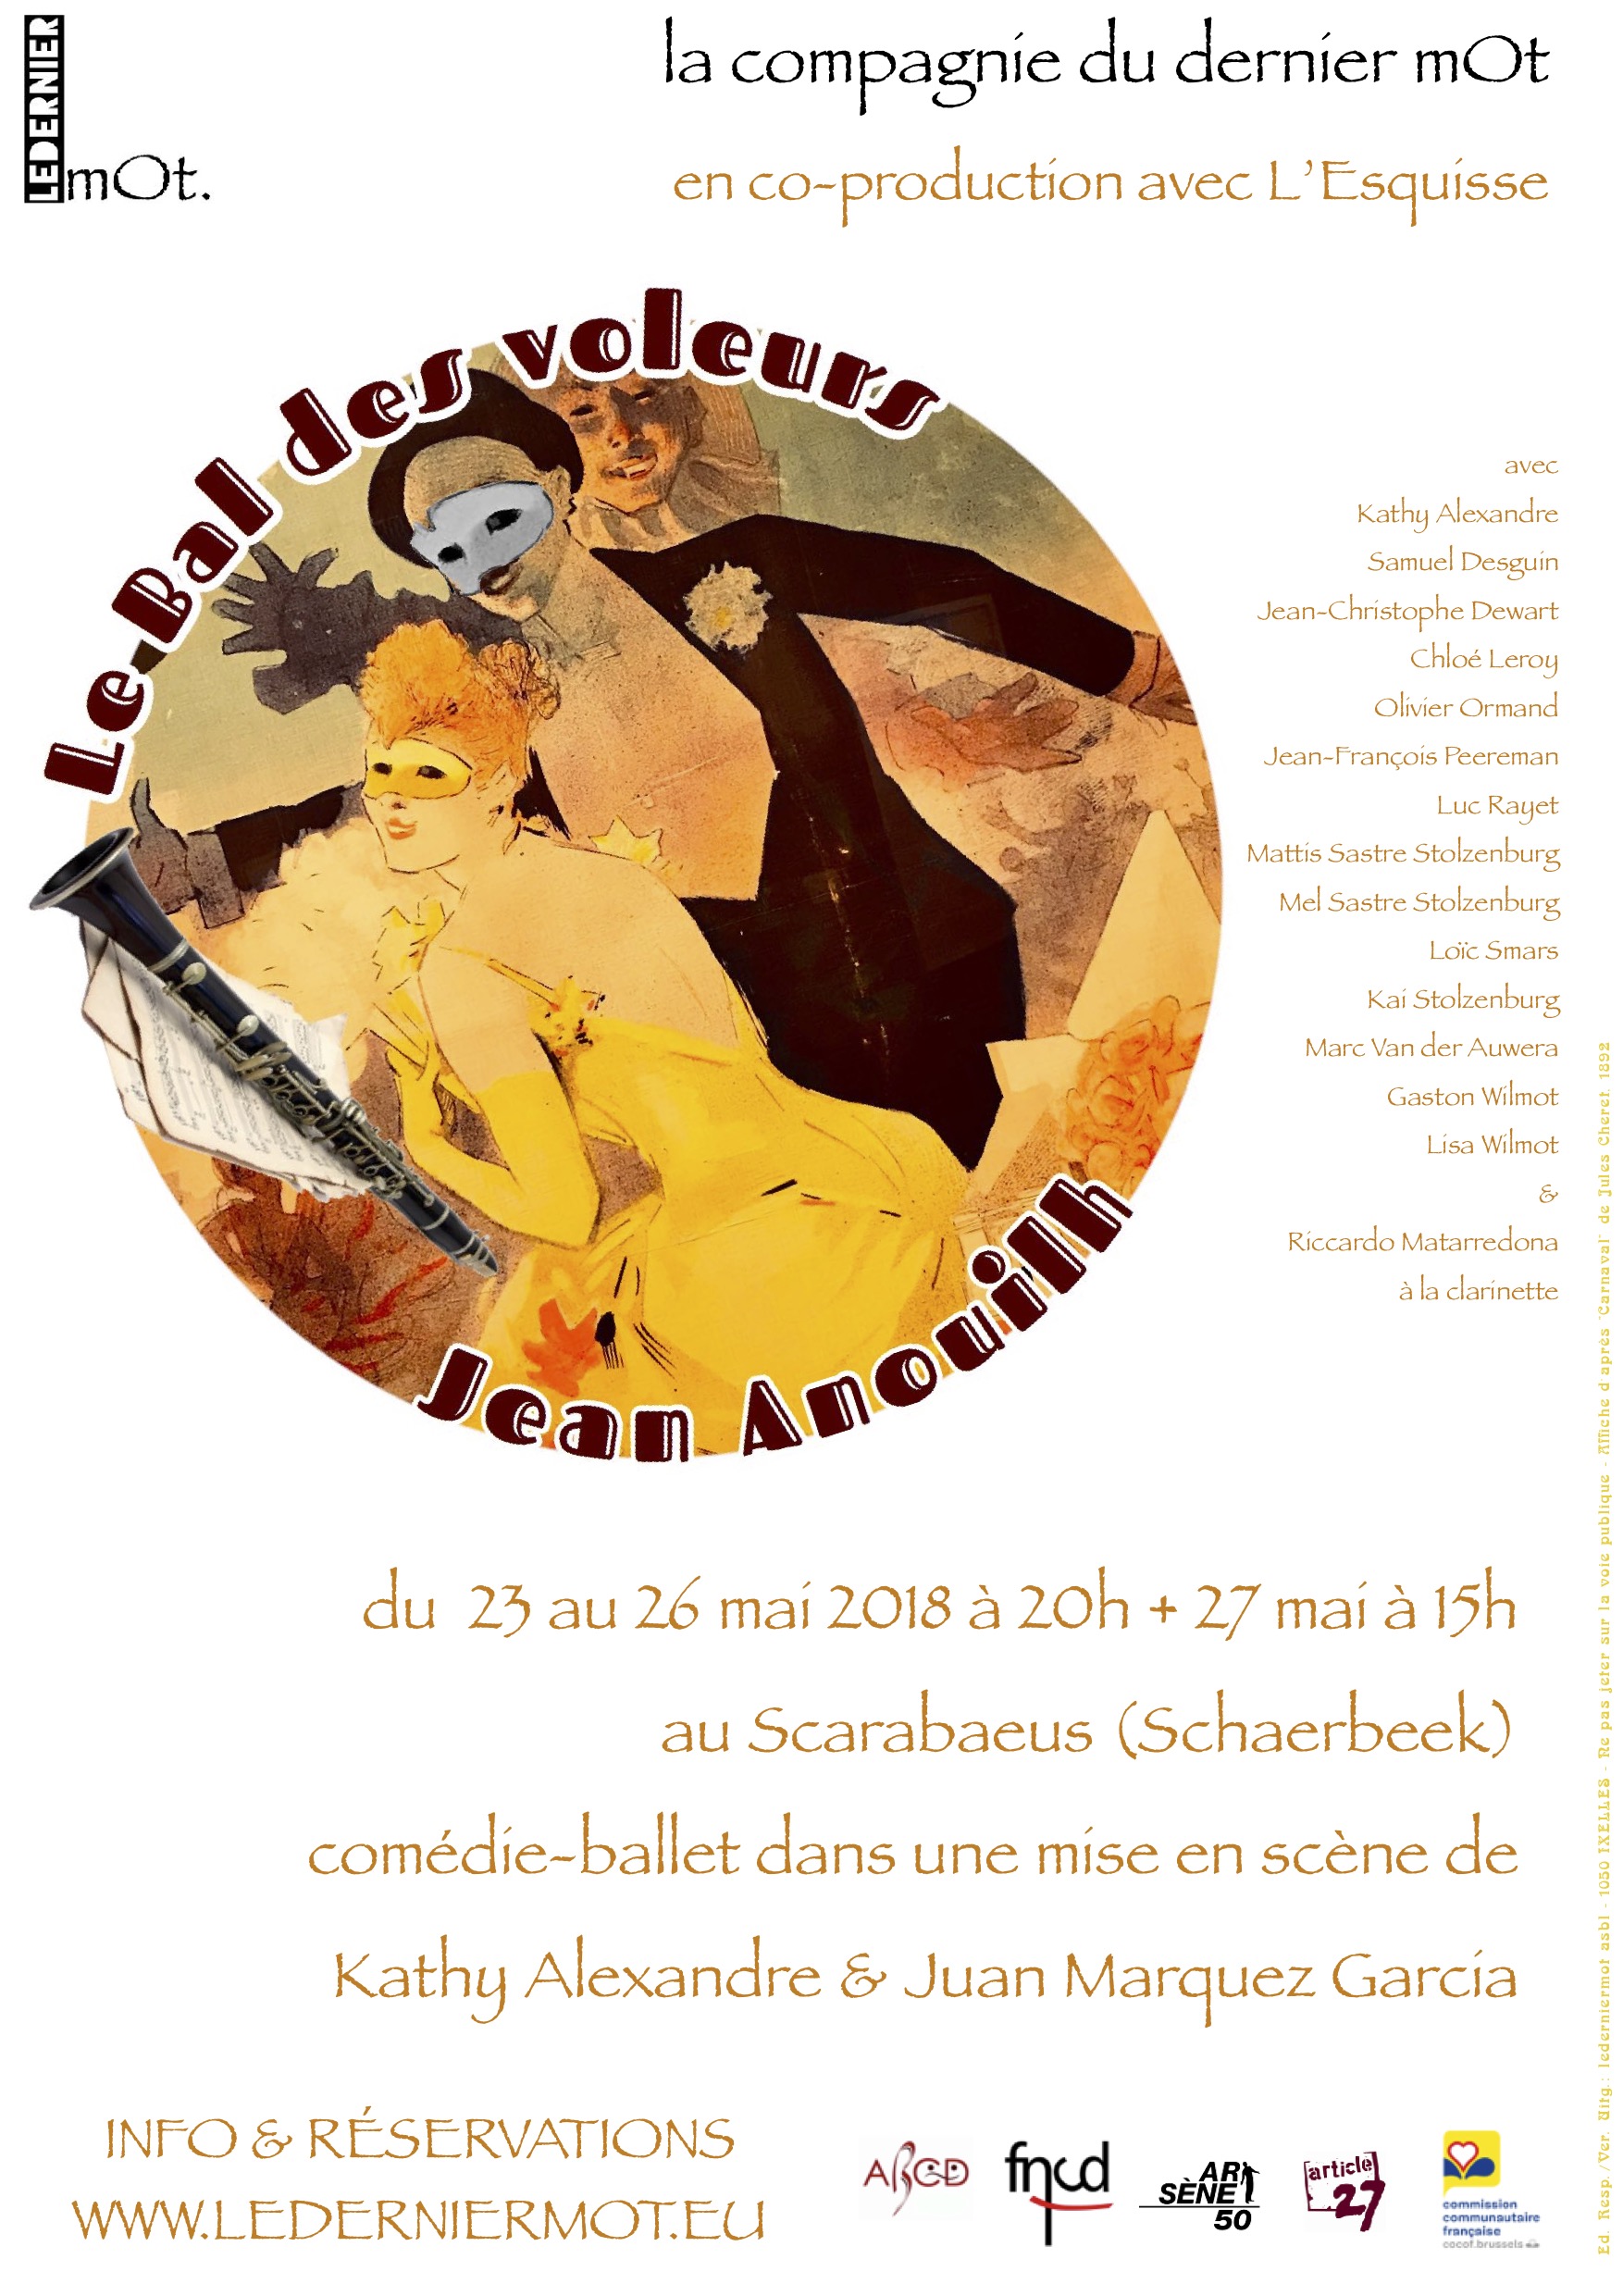 LEDERNIER
mOt.
la compagnie du dernier mOt
en co-production avec L'Esquisse
Le Bal des voleurs
Jean Anouilh
avec
Kathy Alexandre
Samuel Desguin
Jean-Christophe Dewart
Chloé Leroy
Olivier Ormand
Jean-François Peereman
Luc Rayet
Mattis Sastre Stolzenburg
Mel Sastre Stolzenburg
Loïc Smars
Kai Stolzenburg
Marc Van der Auwera
Gaston Wilmot
Lisa Wilmot
&
Riccardo Matarredona
à la clarinette
du 23 au 26 mai 2018 à 20h + 27 mai à 15h
au Scarabaeus (Schaerbeek)
comédie-ballet dans une mise en scène de
Kathy Alexandre & Juan Marquez Garcia
INFO & RÉSERVATIONS
WWW.LEDERNIERMOT.EU
ABCD
fncd
ARSÈNE
50
article
27
commission
communautaire
française
cocof.brussels
Ed. Resp./Ver. Uitg.: lederniermot asbl - 1050 IXELLES - Ne pas jeter sur la voie publique - Affiche d'après "Carnaval" de Jules Cheret 1892